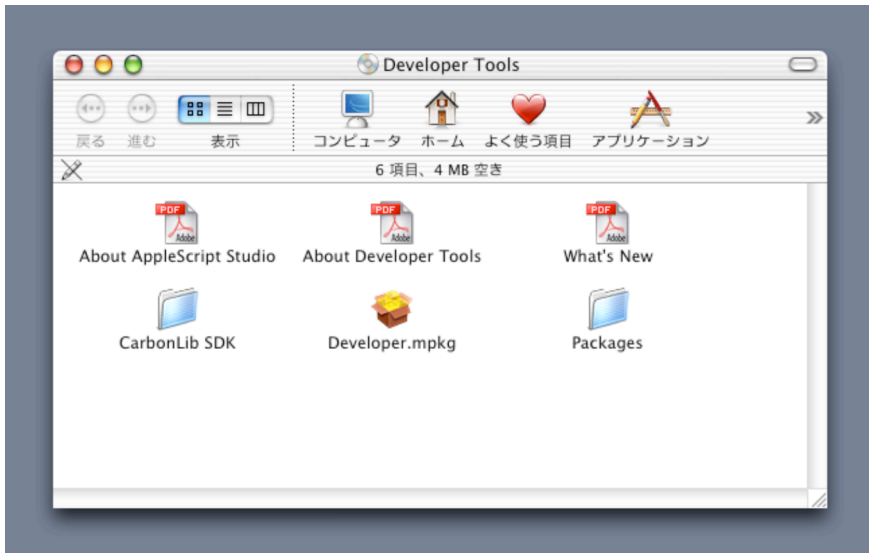 Developer Tools
戻る 進む 表示 コンピュータ ホーム よく使う項目 アプリケーション
6 項目、4 MB 空き
PDF PDF PDF
Adobe Adobe Adobe
About AppleScript Studio About Developer Tools What's New
CarbonLib SDK Developer.mpkg Packages